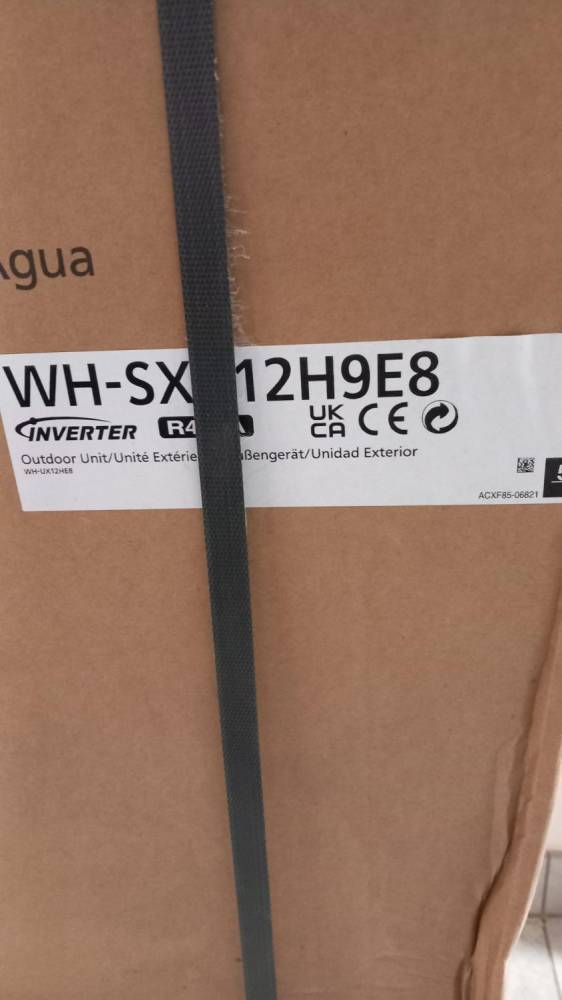 Agua
WH-SX 12H9E8
INVERTER R4 A UK CA CE
Outdoor Unit/Unité Extérie ßengerät/Unidad Exterior
WH-UX12HE8
ACXF85-06821
5